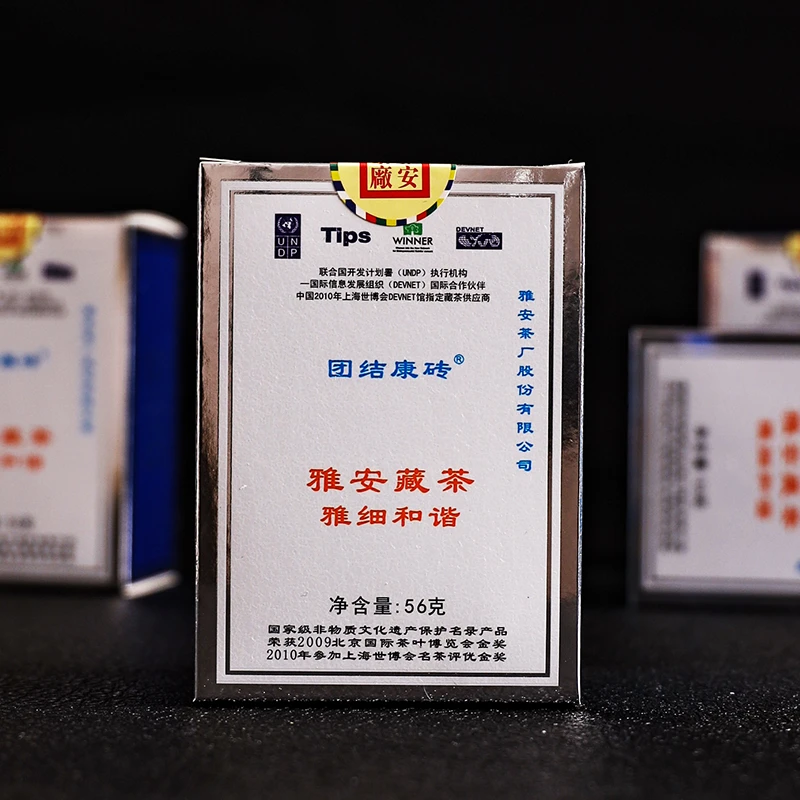 廠安
UN
DP
Tips
WINNER
DEVNET
联合国开发计划署（UNDP）执行机构
—国际信息发展组织（DEVNET）国际合作伙伴
中国2010年上海世博会DEVNET馆指定藏茶供应商
雅安茶厂股份有限公司
团结康砖®
雅安藏茶
雅细和谐
净含量:56克
国家级非物质文化遗产保护名录产品
荣获2009北京国际茶叶博览会金奖
2010年参加上海世博会名茶评优金奖